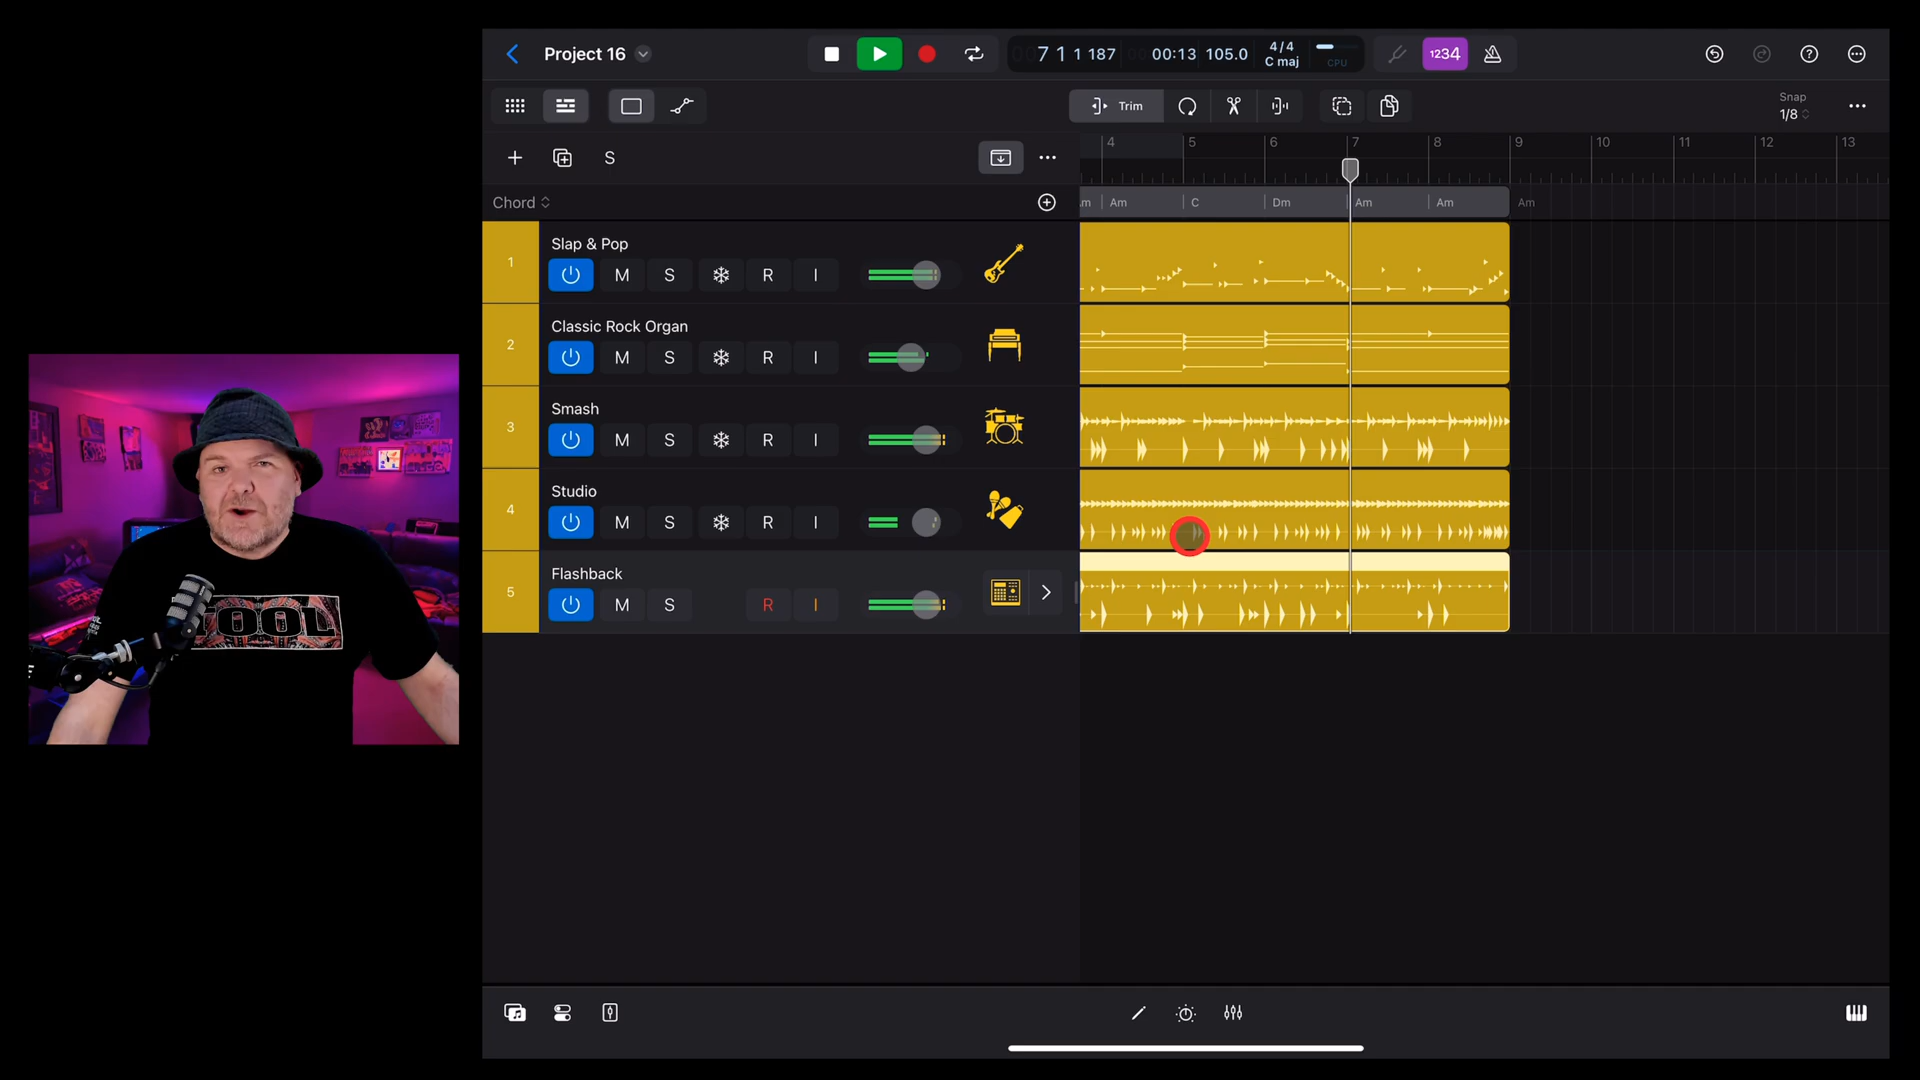 Project 16
7 1 1 187
00:13
105.0
4/4
C maj
CPU
1234
Trim
Snap
1/8
S
4 5 6 7 8 9 10 11 12 13
Chord
m Am C Dm Am Am Am
1
Slap & Pop
M S R I
2
Classic Rock Organ
M S R I
3
Smash
M S R I
4
Studio
M S R I
5
Flashback
M S R I
TOOL